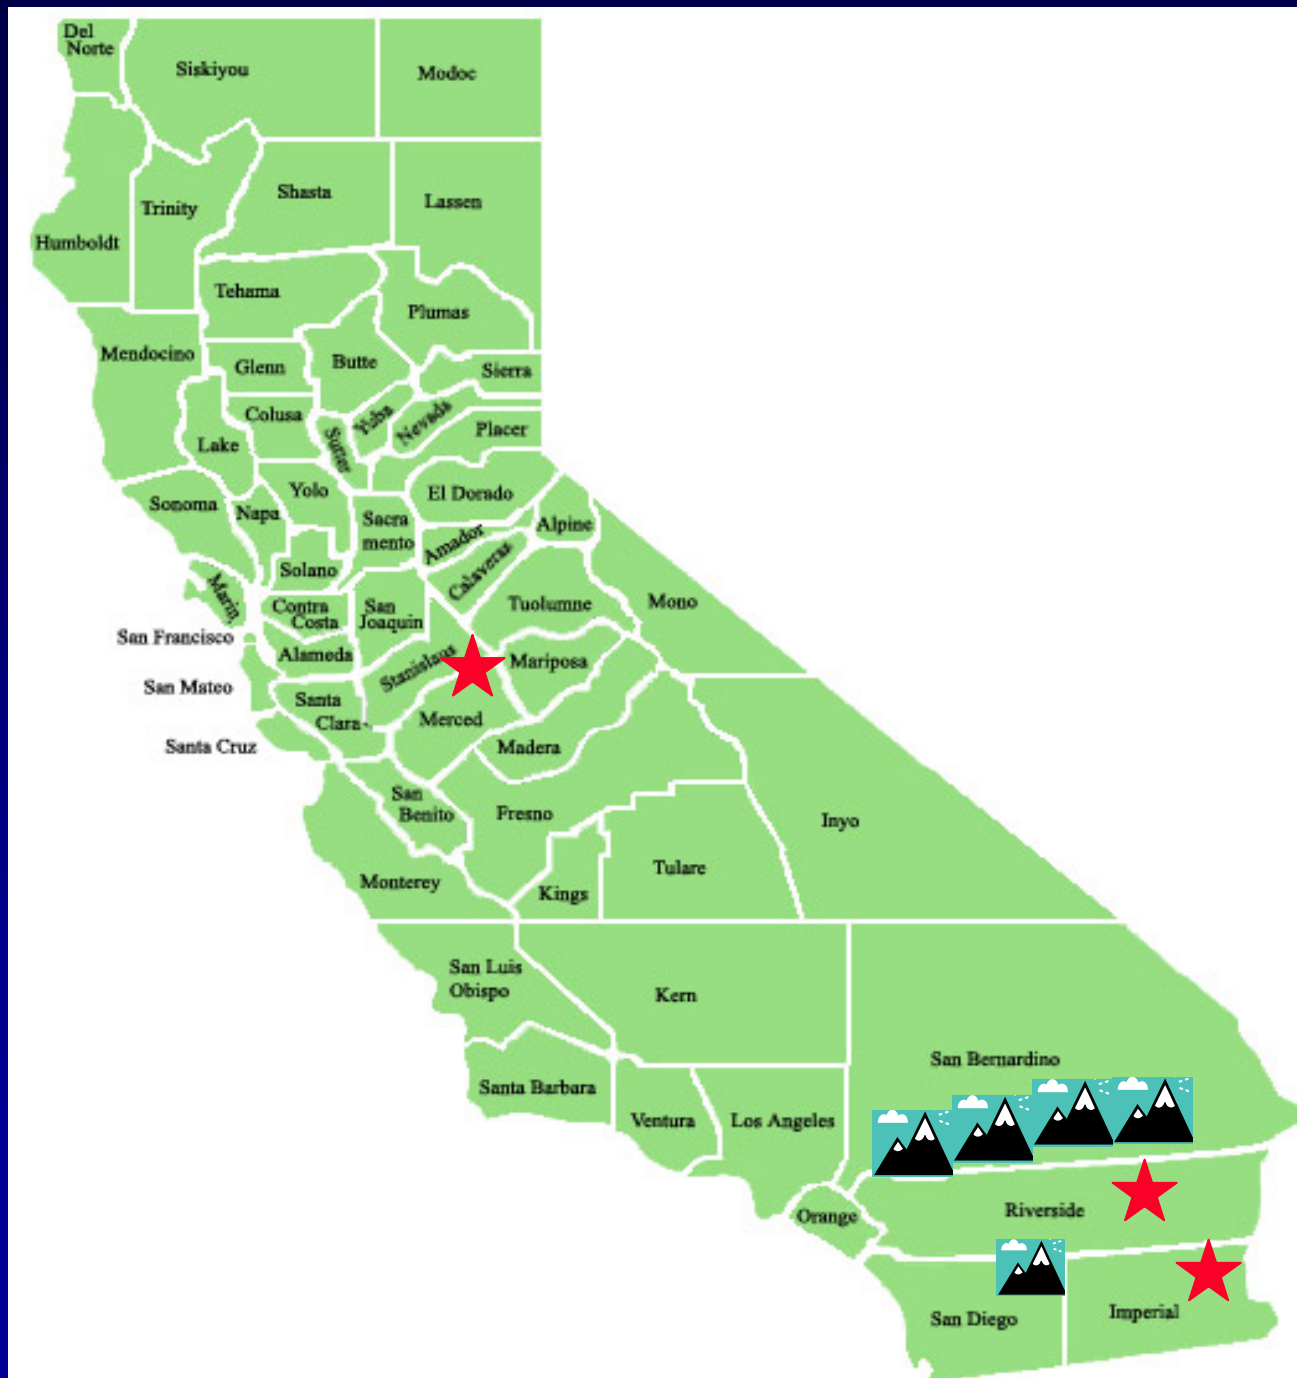 Del
Norte
Siskiyou
Modoc
Shasta
Lassen
Trinity
Humboldt
Tehama
Plumas
Mendocino
Glenn
Butte
Sierra
Colusa
Yuba
Nevada
Sutter
Placer
Lake
Yolo
El Dorado
Sonoma
Napa
Sacra
mento
Amador
Alpine
Solano
Calaveras
Marin
Contra
Costa
San
Joaquin
Tuolumne
Mono
San Francisco
Alameda
Stanislaus
Mariposa
San Mateo
Santa
Clara
Merced
Santa Cruz
Madera
San
Benito
Fresno
Inyo
Monterey
Kings
Tulare
San Luis
Obispo
Kern
San Bernardino
Santa Barbara
Ventura
Los Angeles
Orange
Riverside
San Diego
Imperial